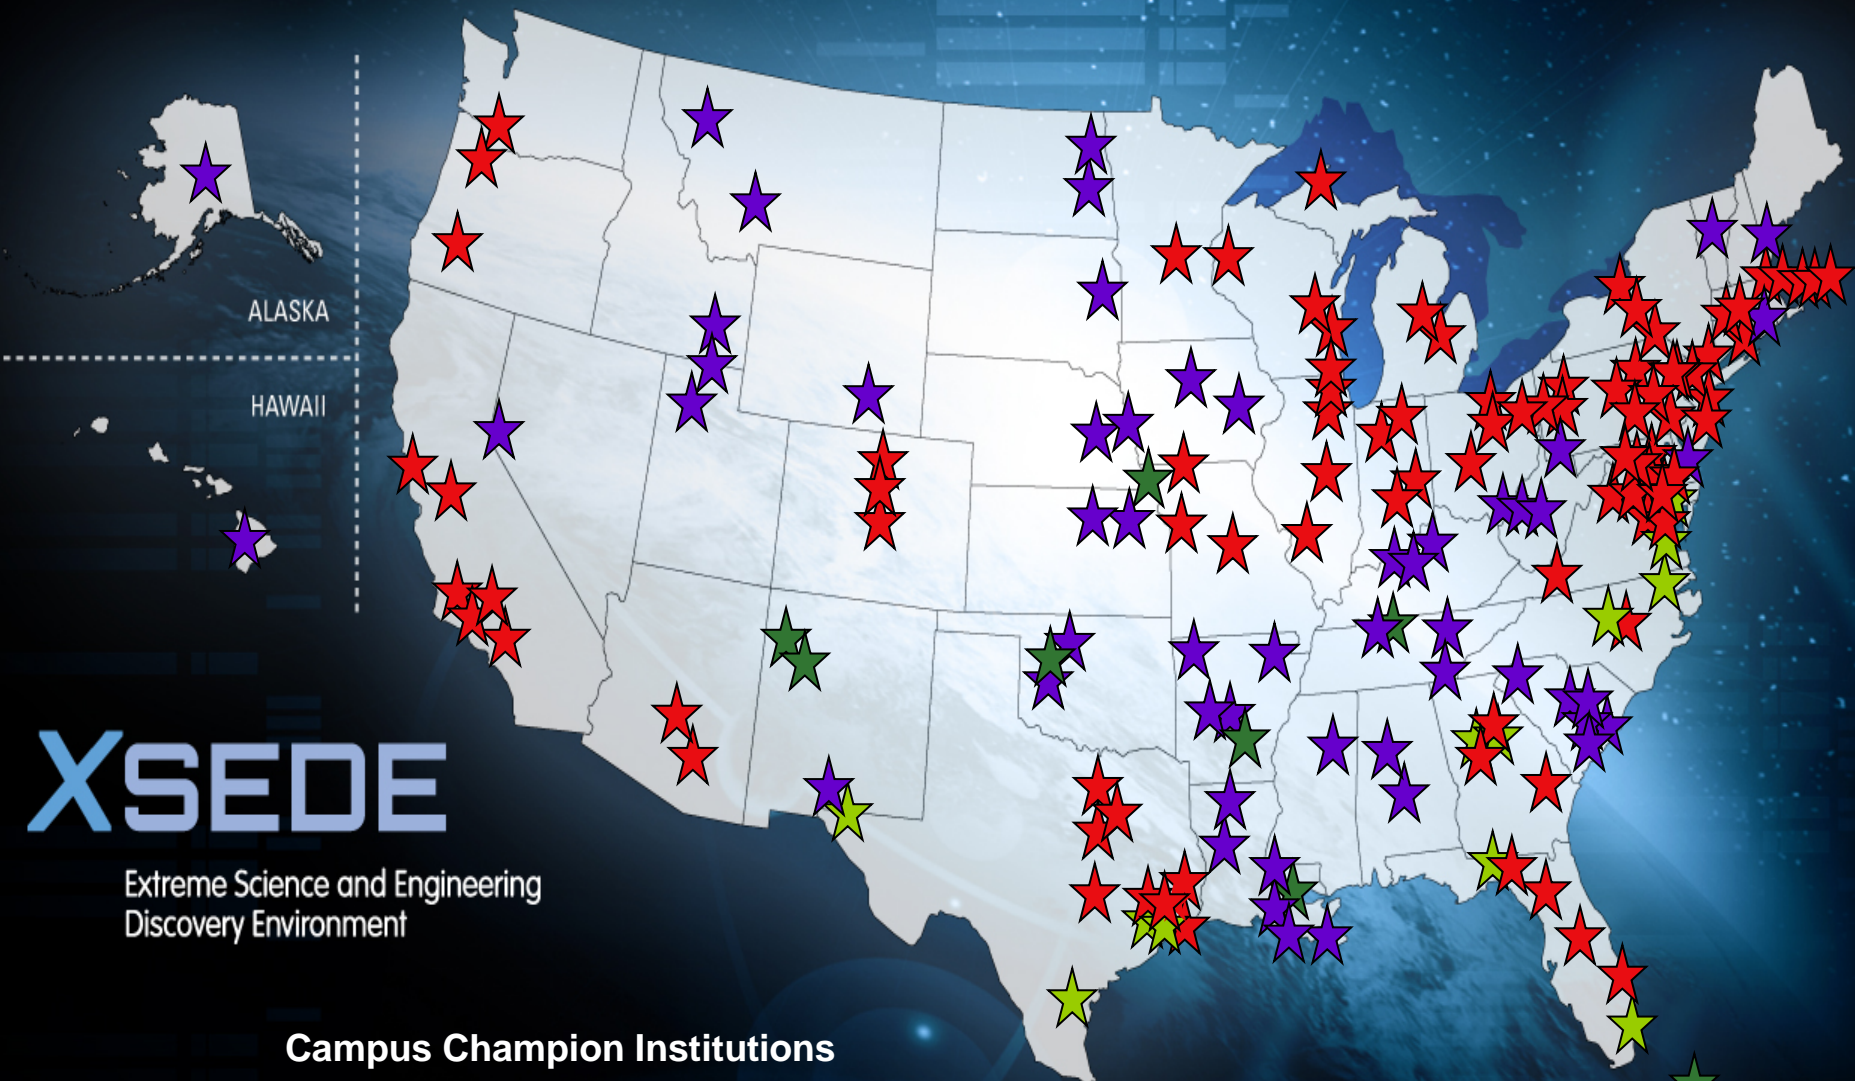 ALASKA
HAWAII
XSEDE
Extreme Science and Engineering
Discovery Environment
Campus Champion Institutions